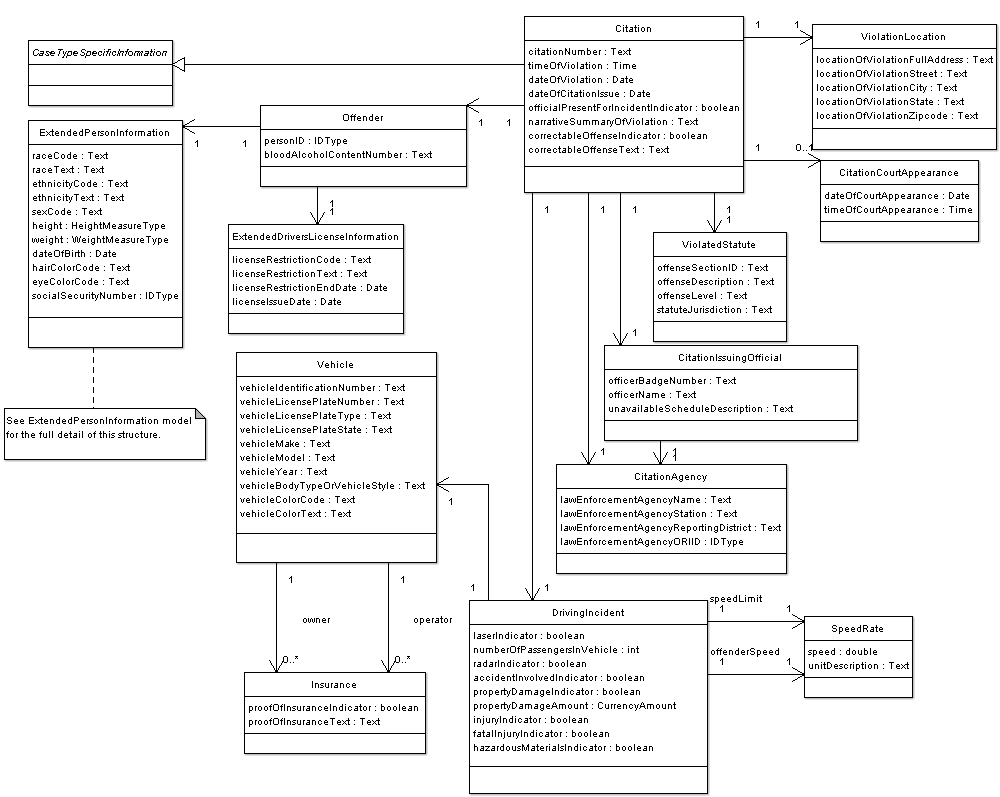 Citation
citationNumber : Text
timeOfViolation : Time
dateOfViolation : Date
dateOfCitationIssue : Date
officialPresentForIncidentIndicator : boolean
narrativeSummaryOfViolation : Text
correctableOffenseIndicator : boolean
correctableOffenseText : Text
1
1
ViolationLocation
locationOfViolationFullAddress : Text
locationOfViolationStreet : Text
locationOfViolationCity : Text
locationOfViolationState : Text
locationOfViolationZipcode : Text
CaseTypeSpecificInformation
Offender
personID : IDType
bloodAlcoholContentNumber : Text
1
1
1
1
ExtendedPersonInformation
raceCode : Text
raceText : Text
ethnicityCode : Text
ethnicityText : Text
sexCode : Text
height : HeightMeasureType
weight : WeightMeasureType
dateOfBirth : Date
hairColorCode : Text
eyeColorCode : Text
socialSecurityNumber : IDType
1
0..1
CitationCourtAppearance
dateOfCourtAppearance : Date
timeOfCourtAppearance : Time
1
1
ExtendedDriversLicenseInformation
licenseRestrictionCode : Text
licenseRestrictionText : Text
licenseRestrictionEndDate : Date
licenseIssueDate : Date
1
1
1
1
1
ViolatedStatute
offenseSectionID : Text
offenseDescription : Text
offenseLevel : Text
statuteJurisdiction : Text
1
CitationIssuingOfficial
officerBadgeNumber : Text
officerName : Text
unavailableScheduleDescription : Text
See ExtendedPersonInformation model
for the full detail of this structure.
Vehicle
vehicleIdentificationNumber : Text
vehicleLicensePlateNumber : Text
vehicleLicensePlateType : Text
vehicleLicensePlateState : Text
vehicleMake : Text
vehicleModel : Text
vehicleYear : Text
vehicleBodyTypeOrVehicleStyle : Text
vehicleColorCode : Text
vehicleColorText : Text
1
1
1
1
CitationAgency
lawEnforcementAgencyName : Text
lawEnforcementAgencyStation : Text
lawEnforcementAgencyReportingDistrict : Text
lawEnforcementAgencyORIID : IDType
1
1
1
1
owner
operator
0..*
0..*
Insurance
proofOfInsuranceIndicator : boolean
proofOfInsuranceText : Text
DrivingIncident
laserIndicator : boolean
numberOfPassengersInVehicle : int
radarIndicator : boolean
accidentInvolvedIndicator : boolean
propertyDamageIndicator : boolean
propertyDamageAmount : CurrencyAmount
injuryIndicator : boolean
fatalInjuryIndicator : boolean
hazardousMaterialsIndicator : boolean
speedLimit
1
1
offenderSpeed
1
1
SpeedRate
speed : double
unitDescription : Text